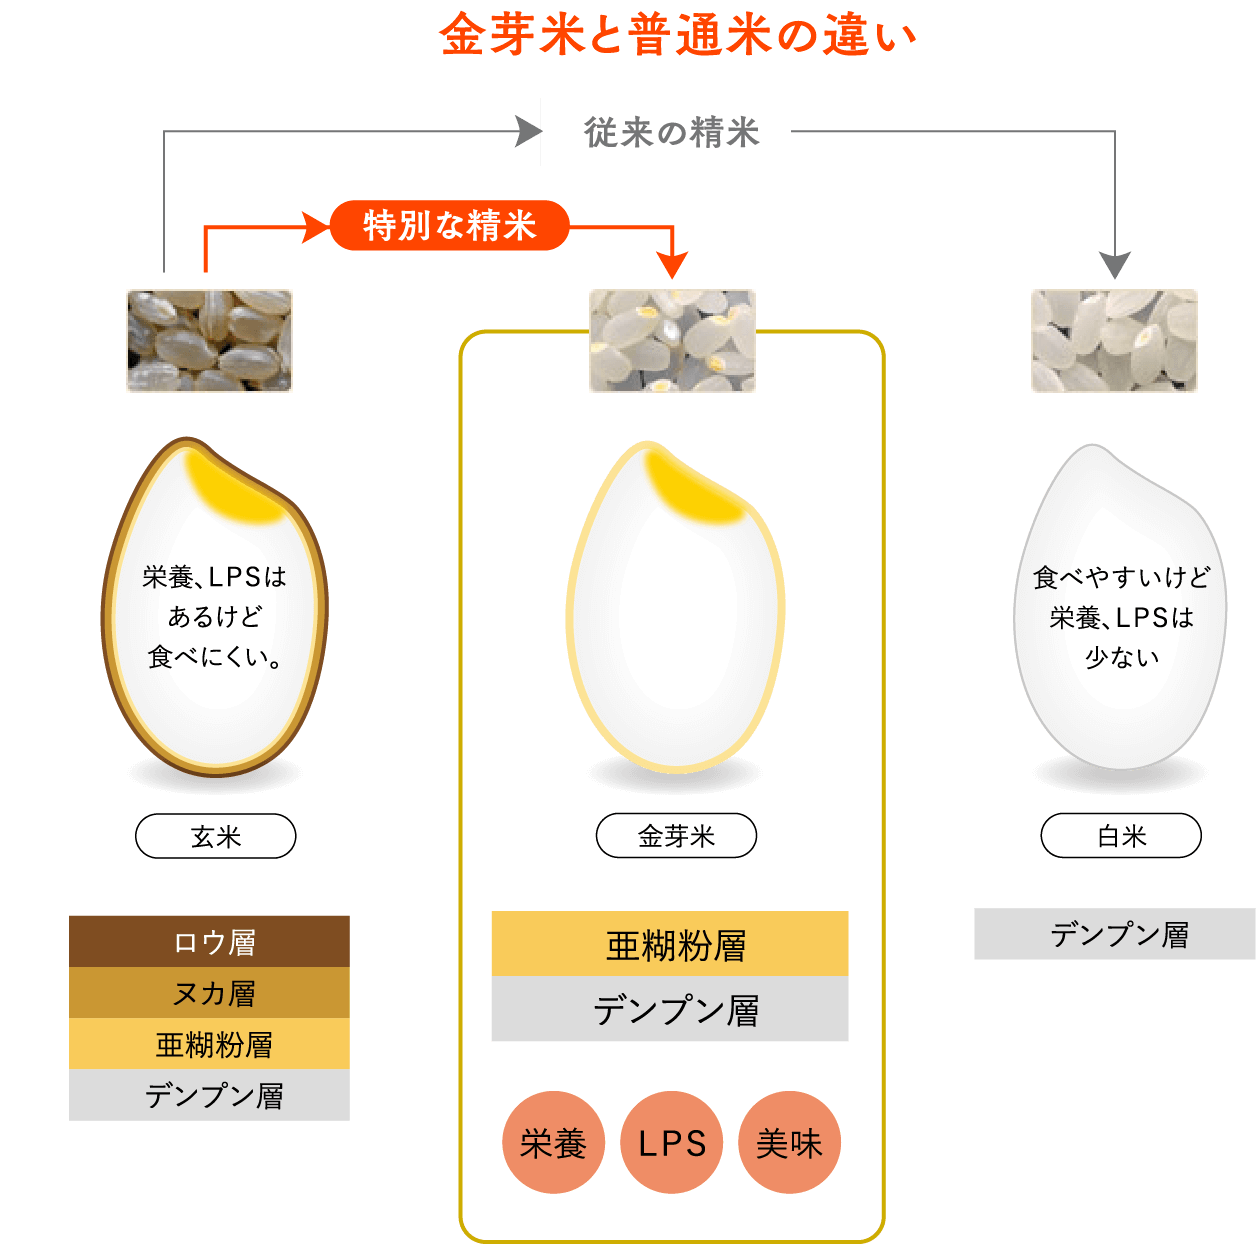 金芽米と普通米の違い
従来の精米
特別な精米
栄養、LPSは
あるけど
食べにくい。
食べやすいけど
栄養、LPSは
少ない
玄米
金芽米
白米
ロウ層
ヌカ層
亜糊粉層
デンプン層
亜糊粉層
デンプン層
デンプン層
栄養
LPS
美味